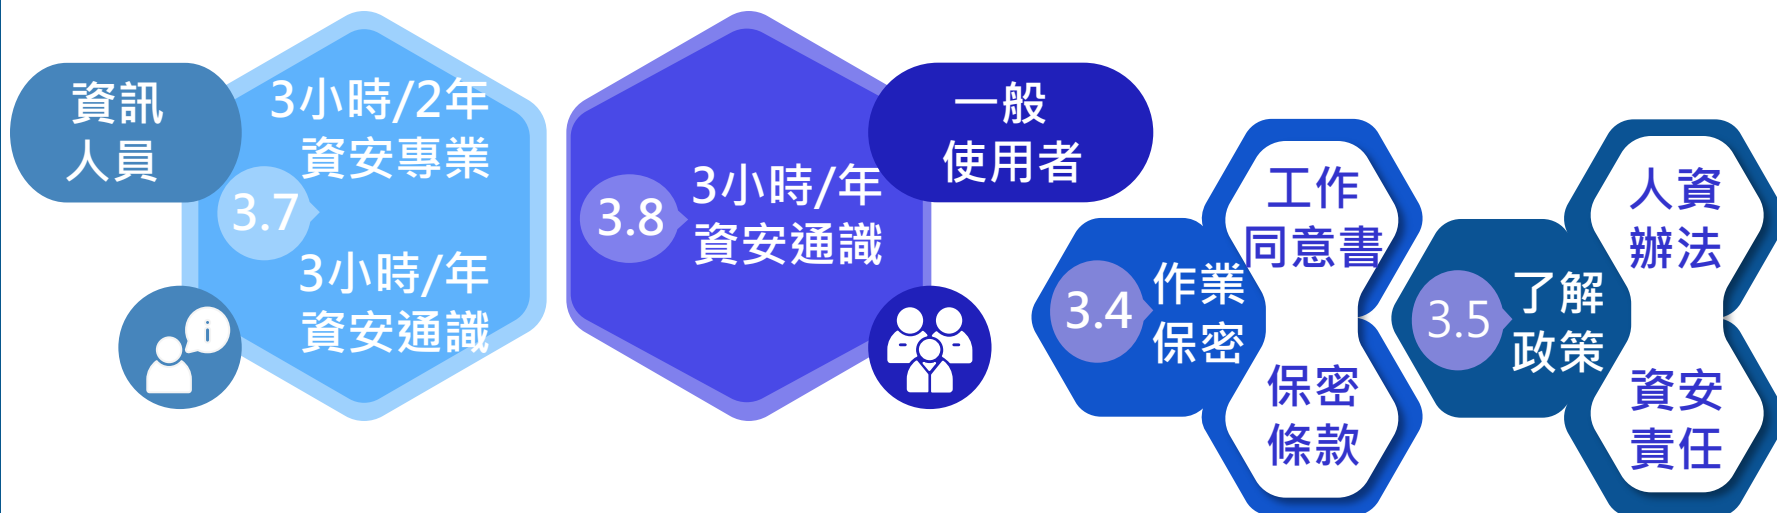 資訊
人員
3小時/2年
資安專業
3.7
3小時/年
資安通識
i
3.8
3小時/年
資安通識
一般
使用者
3.4
作業
保密
工作
同意書
保密
條款
3.5
了解
政策
人資
辦法
資安
責任